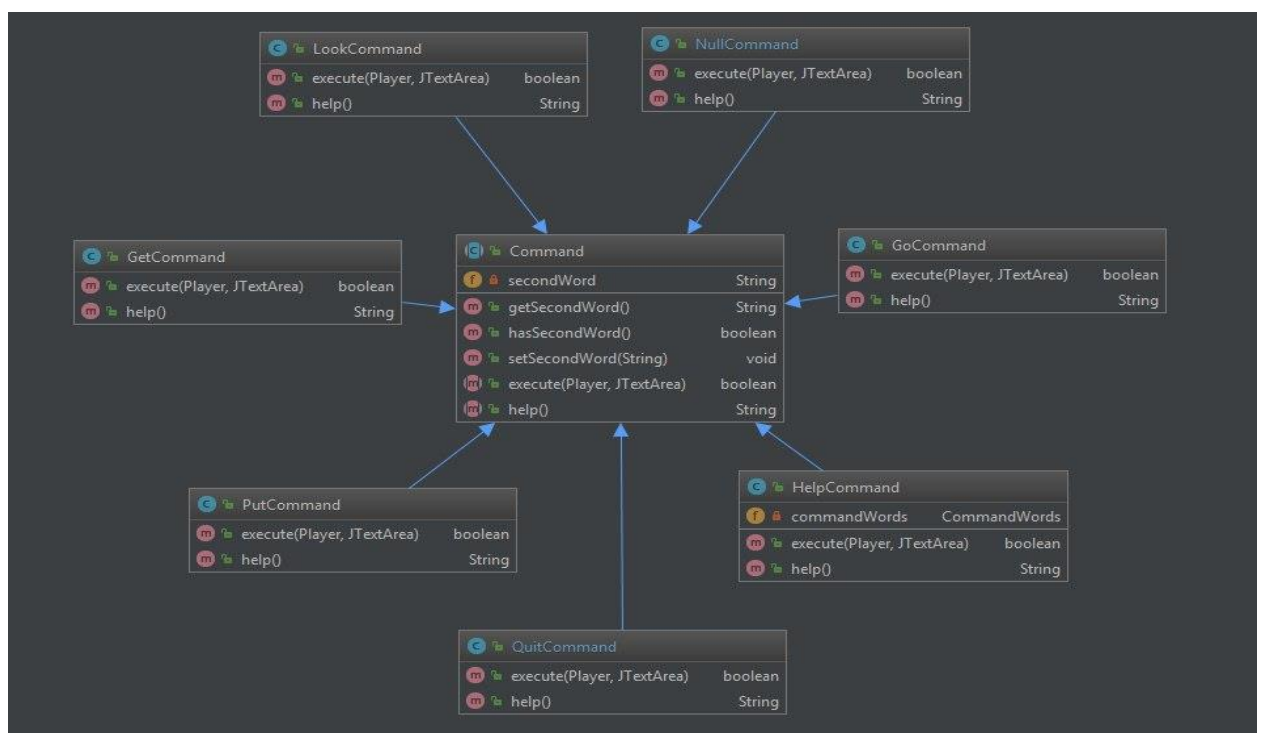 LookCommand
execute(Player, JTextArea) boolean
help() String
NullCommand
execute(Player, JTextArea) boolean
help() String
GetCommand
execute(Player, JTextArea) boolean
help() String
Command
secondWord String
getSecondWord() String
hasSecondWord() boolean
setSecondWord(String) void
execute(Player, JTextArea) boolean
help() String
GoCommand
execute(Player, JTextArea) boolean
help() String
PutCommand
execute(Player, JTextArea) boolean
help() String
HelpCommand
commandWords CommandWords
execute(Player, JTextArea) boolean
help() String
QuitCommand
execute(Player, JTextArea) boolean
help() String